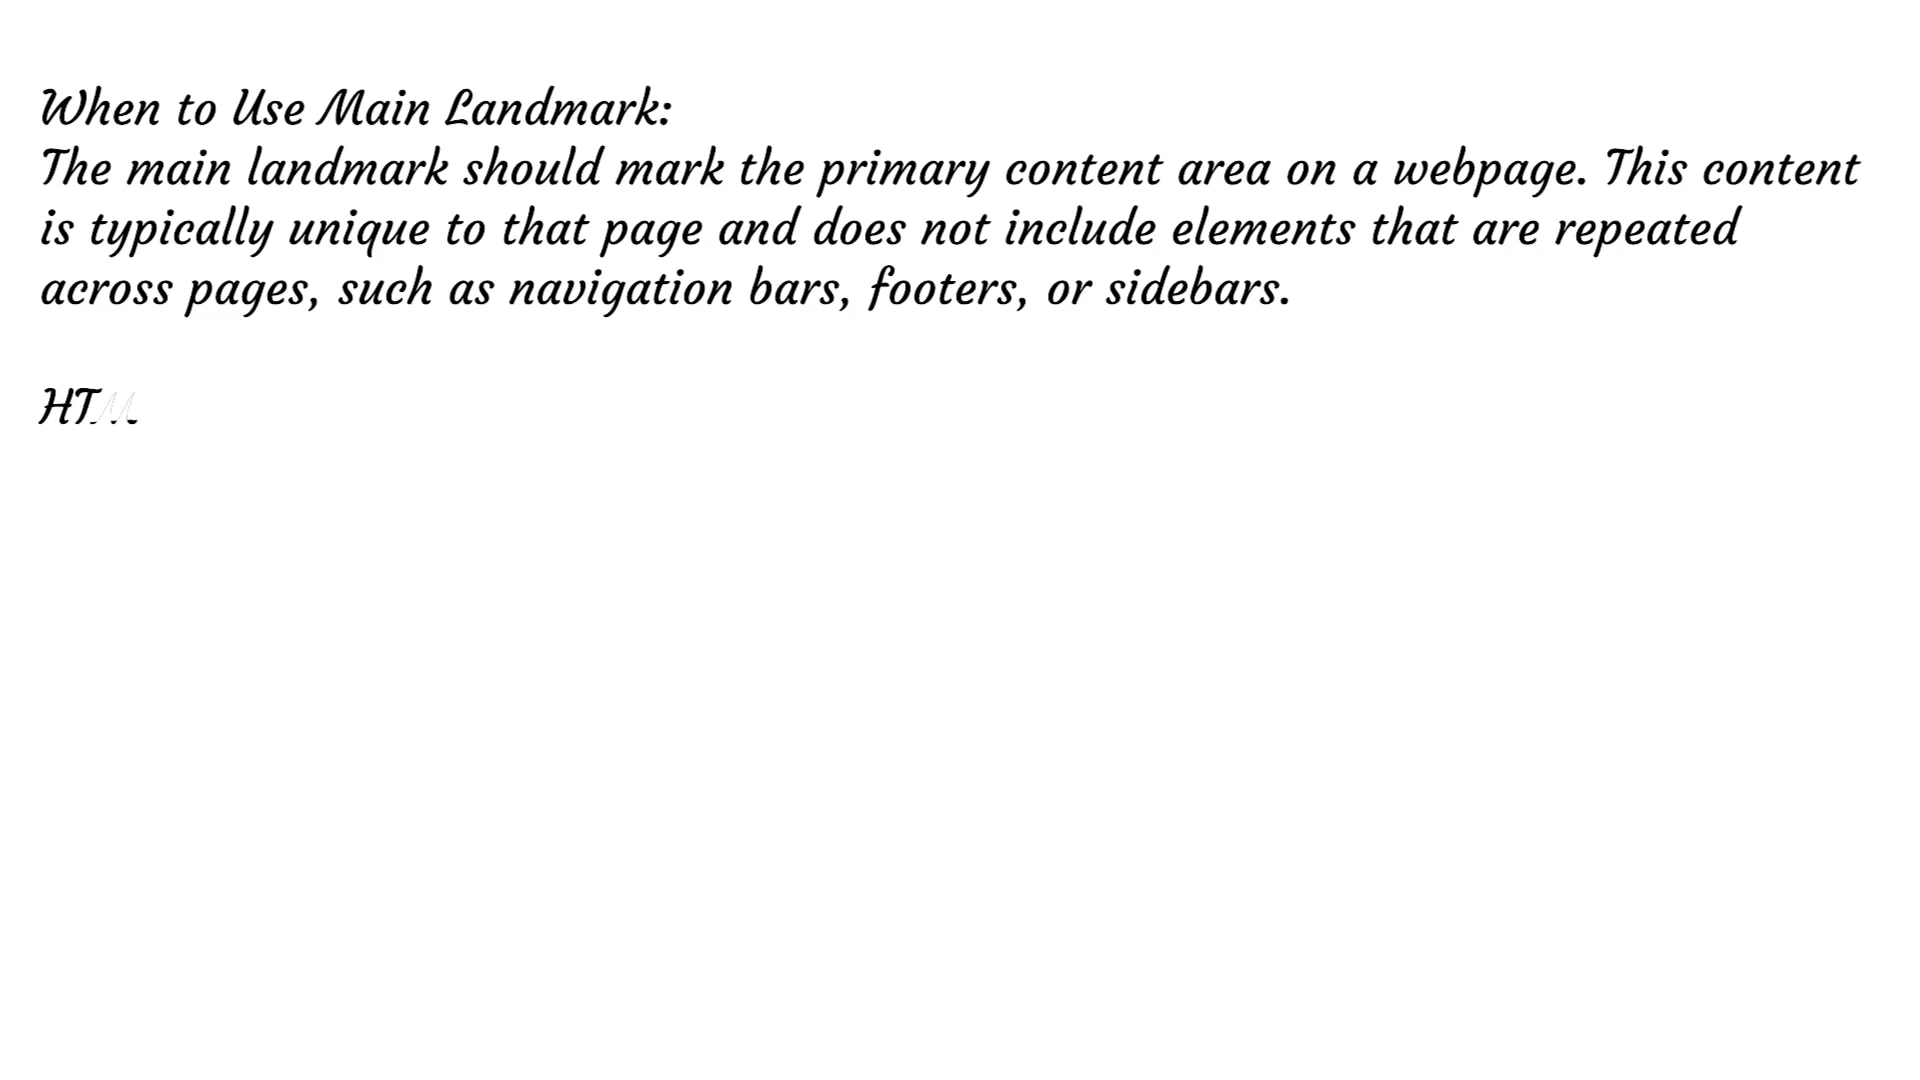 When to Use Main Landmark:
The main landmark should mark the primary content area on a webpage. This content
is typically unique to that page and does not include elements that are repeated
across pages, such as navigation bars, footers, or sidebars.
HTM